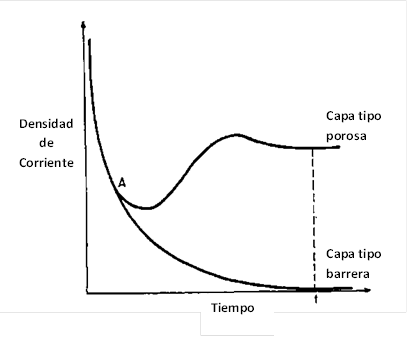 Densidad
de
Corriente
A
Capa tipo
porosa
Capa tipo
barrera
Tiempo
t